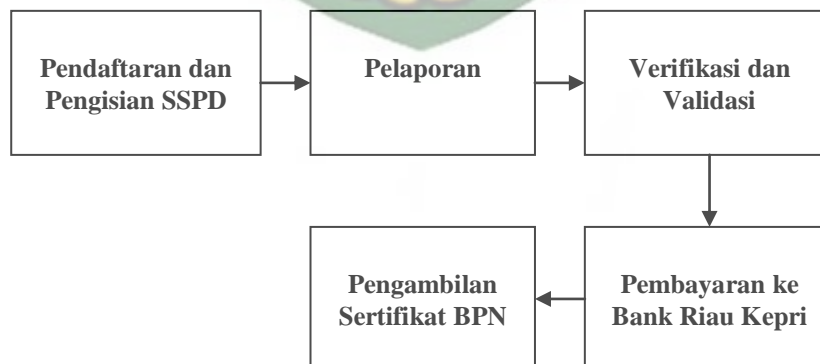 Pendaftaran dan
Pengisian SSPD
Pelaporan
Verifikasi dan
Validasi
Pembayaran ke
Bank Riau Kepri
Pengambilan
Sertifikat BPN